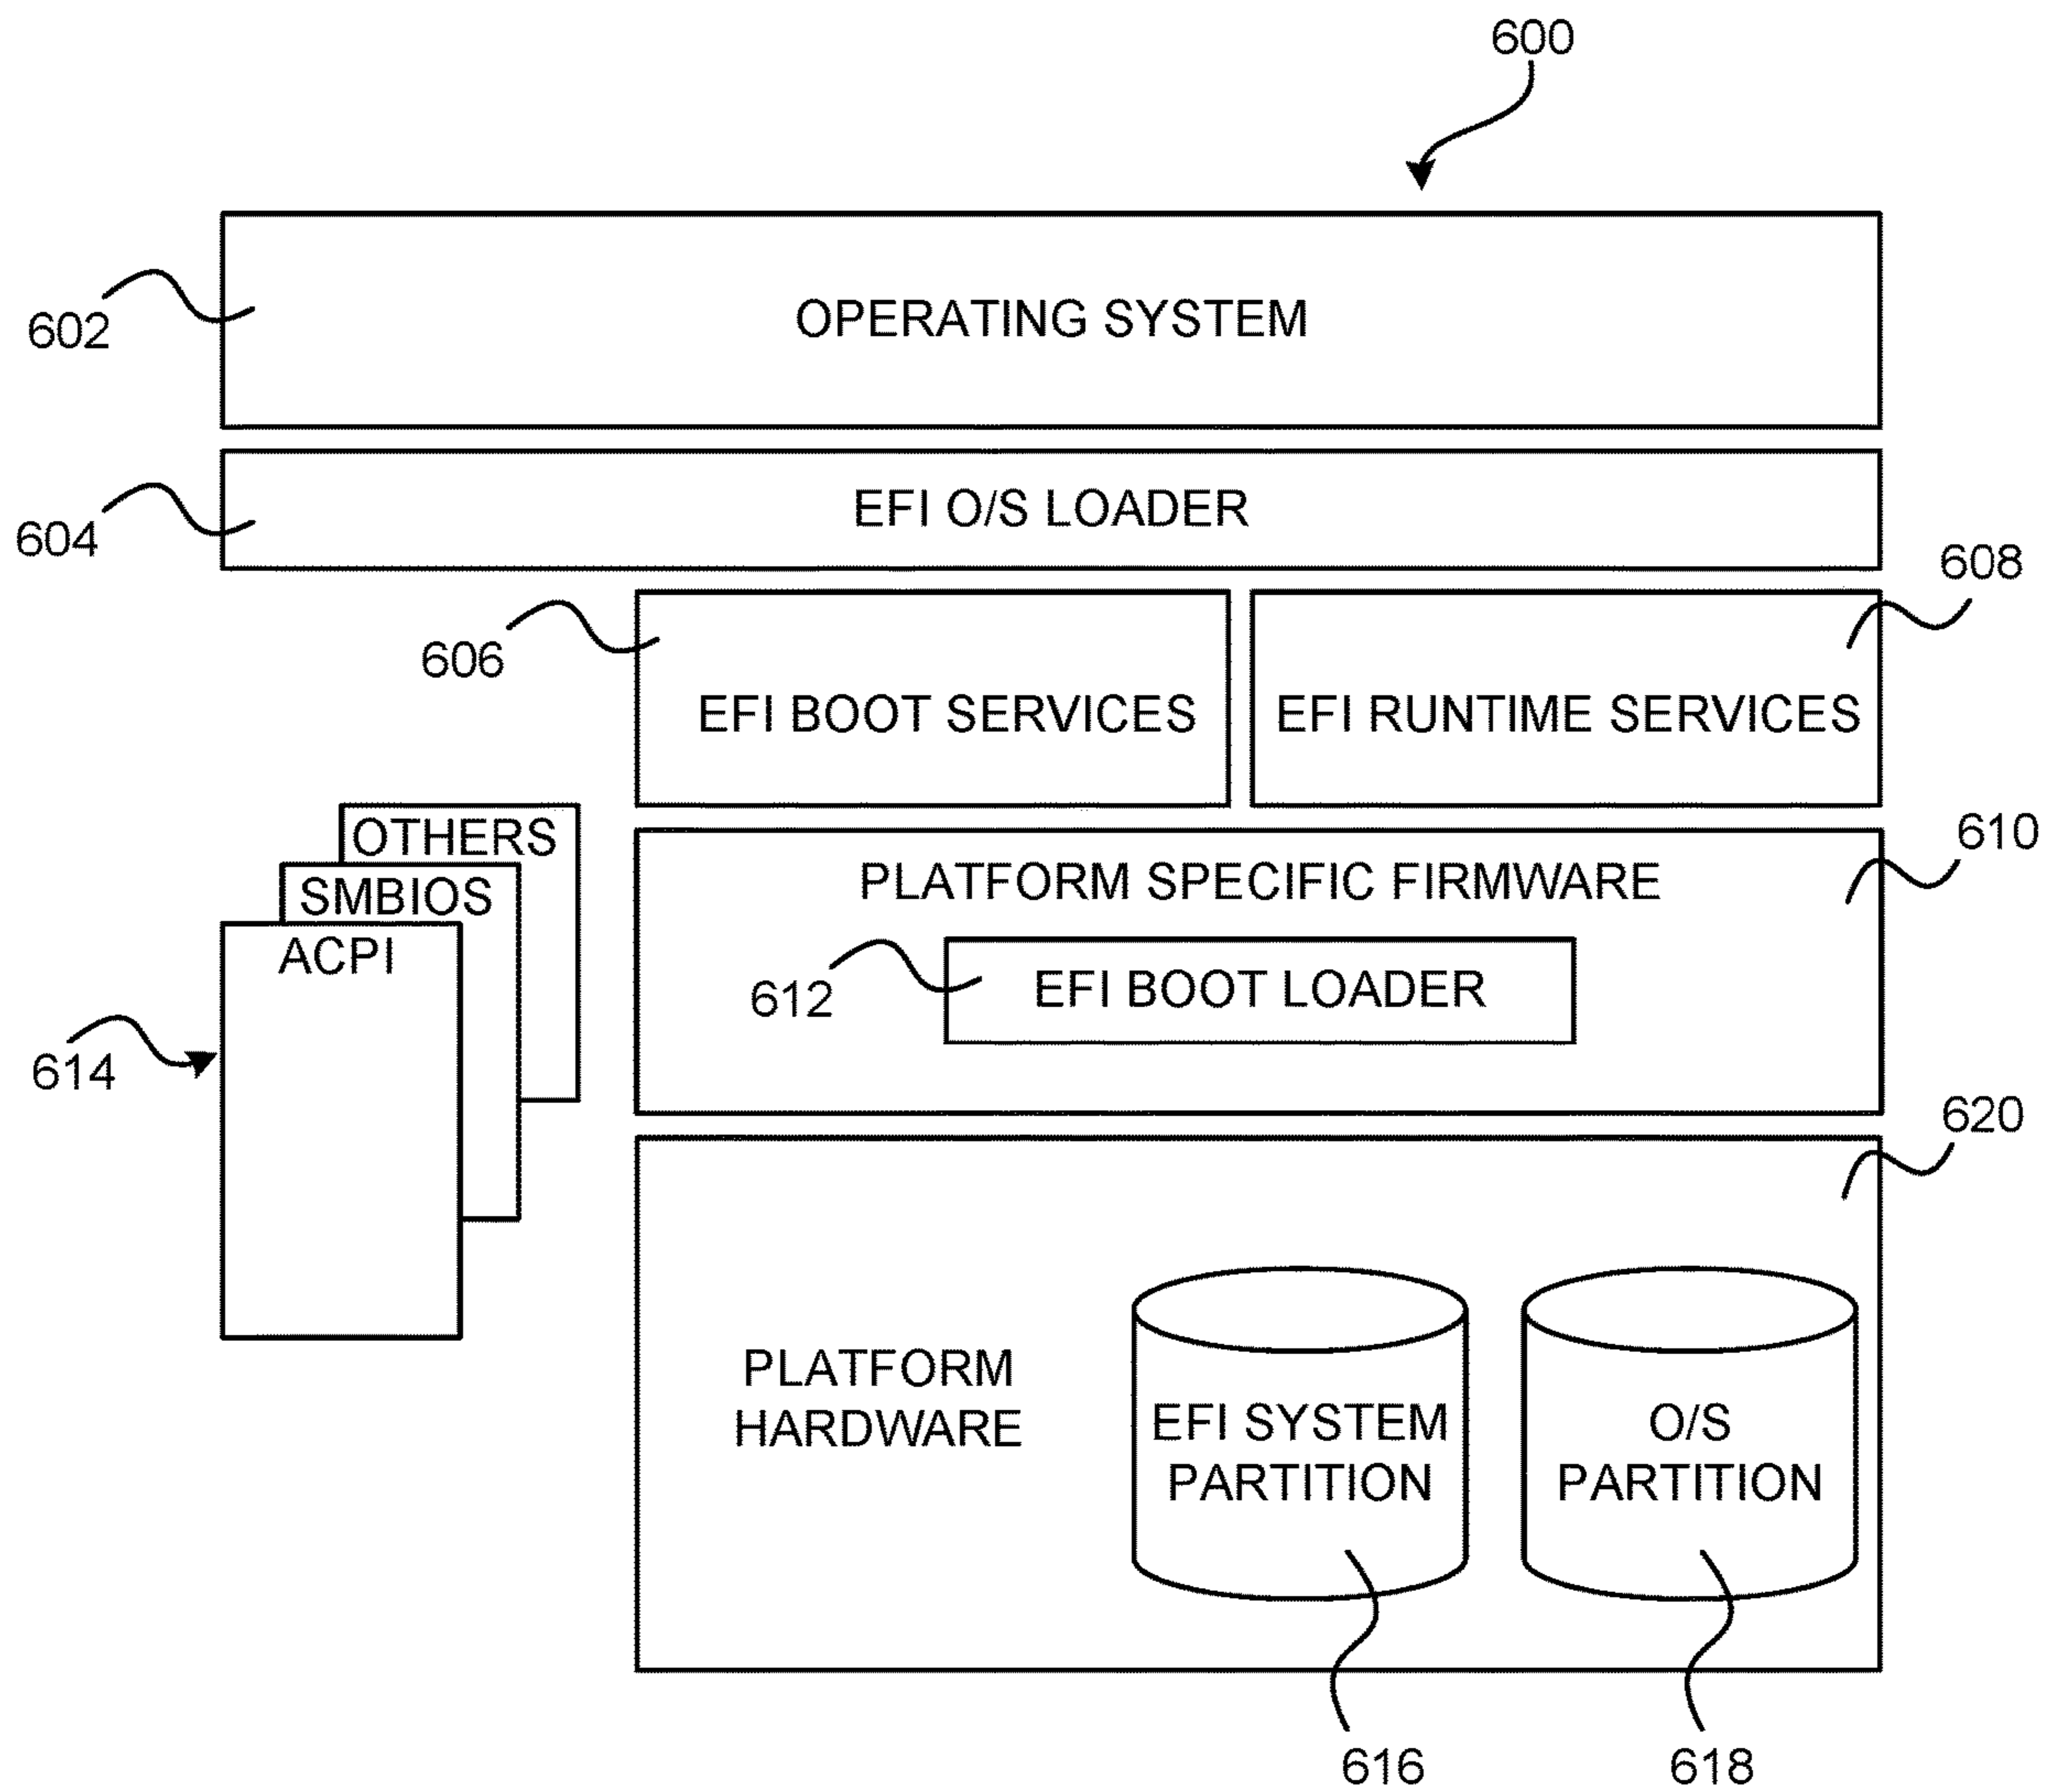 600
OPERATING SYSTEM
602
EFI O/S LOADER
604
608
606
EFI BOOT SERVICES
EFI RUNTIME SERVICES
OTHERS
SMBIOS
ACPI
610
PLATFORM SPECIFIC FIRMWARE
612
EFI BOOT LOADER
614
620
PLATFORM
HARDWARE
EFI SYSTEM
PARTITION
O/S
PARTITION
616
618